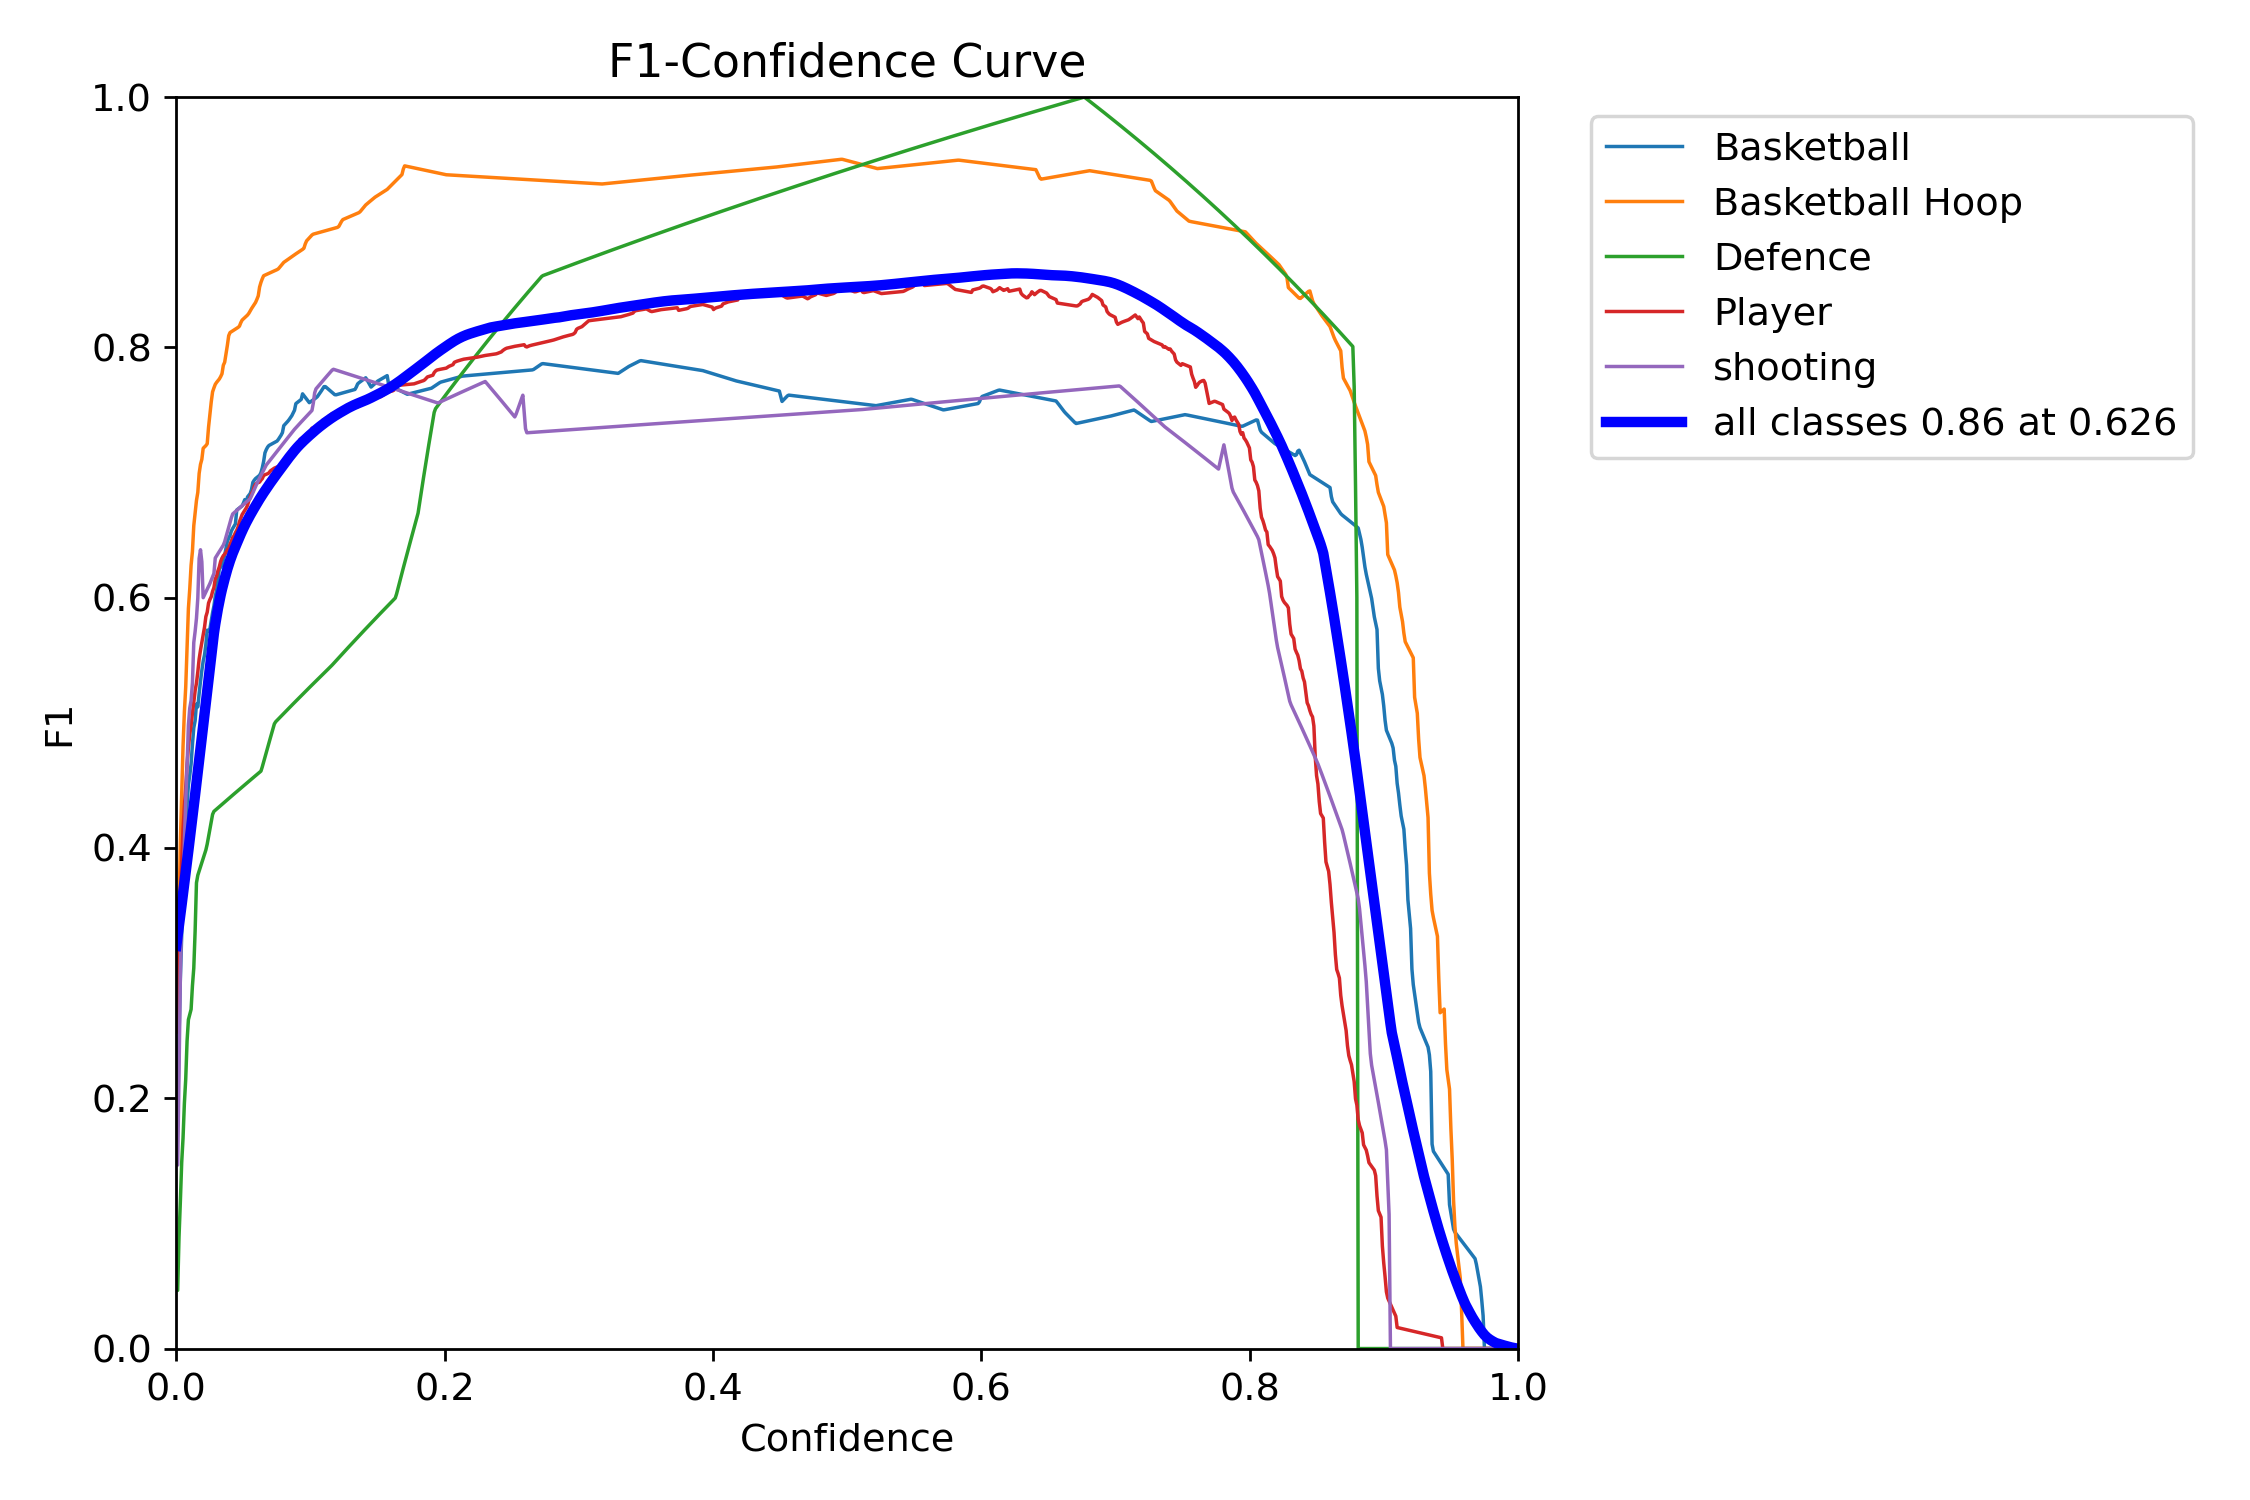 F1-Confidence Curve
1.0
0.8
0.6
0.4
0.2
0.0
F1
0.0 0.2 0.4 0.6 0.8 1.0
Confidence
Basketball
Basketball Hoop
Defence
Player
shooting
all classes 0.86 at 0.626